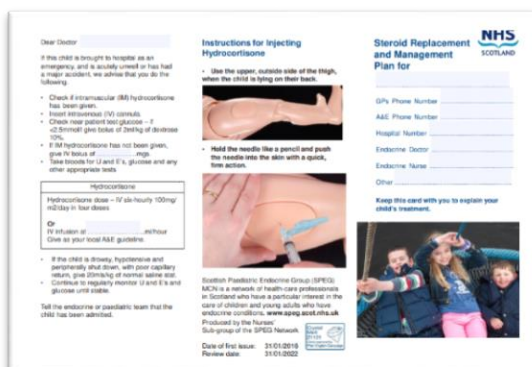 Dear Doctor
If this child is brought to hospital as an
emergency, and is acutely unwell or has had
a major accident, we advise that you do the
following.
• Check if intramuscular (IM) hydrocortisone
has been given.
• Insert intravenous (IV) cannula.
• Check near patient test glucose – if
<2.5mmol/l give bolus of 2ml/kg of dextrose
10%.
• If IM hydrocortisone has not been given,
give IV bolus of mgs
• Take bloods for U and E's, glucose and any
other appropriate tests
Hydrocortisone
Hydrocortisone dose – IV six-hourly 100mg/
m2/day in four doses
Or
IV infusion at ml/hour
Give as your local A&E guideline
• If the child is drowsy, hypotensive and
peripherally shut down, with poor capillary
return, give 20mls/kg of normal saline stat.
• Continue to regularly monitor U and E's and
glucose until stable.
Tell the endocrine or paediatric team that the
child has been admitted.
Instructions for Injecting
Hydrocortisone
• Use the upper, outside side of the thigh,
when the child is lying on their back.
• Hold the needle like a pencil and push
the needle into the skin with a quick,
firm action.
Scottish Paediatric Endocrine Group (SPEG)
MCN is a network of health-care professionals
in Scotland who have a particular interest in the
care of children and young adults who have
endocrine conditions. www.speg.scot.nhs.uk
Produced by the Nurses'
Sub-group of the SPEG Network
Date of first issue: 31/01/2018
Review date: 31/01/2022
Steroid Replacement
and Management
Plan for
NHS
SCOTLAND
GPs Phone Number
A&E Phone Number
Hospital Number
Endocrine Doctor
Endocrine Nurse
Other
Keep this card with you to explain your
child's treatment.